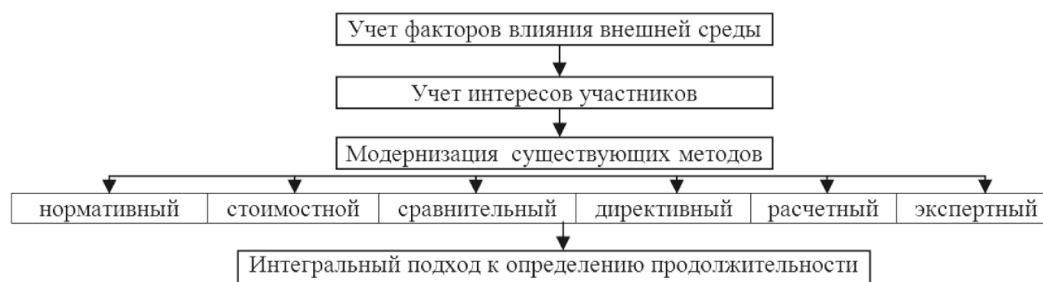 Учет факторов влияния внешней среды
Учет интересов участников
Модернизация существующих методов
нормативный стоимостной сравнительный директивный расчетный экспертный
Интегральный подход к определению продолжительности